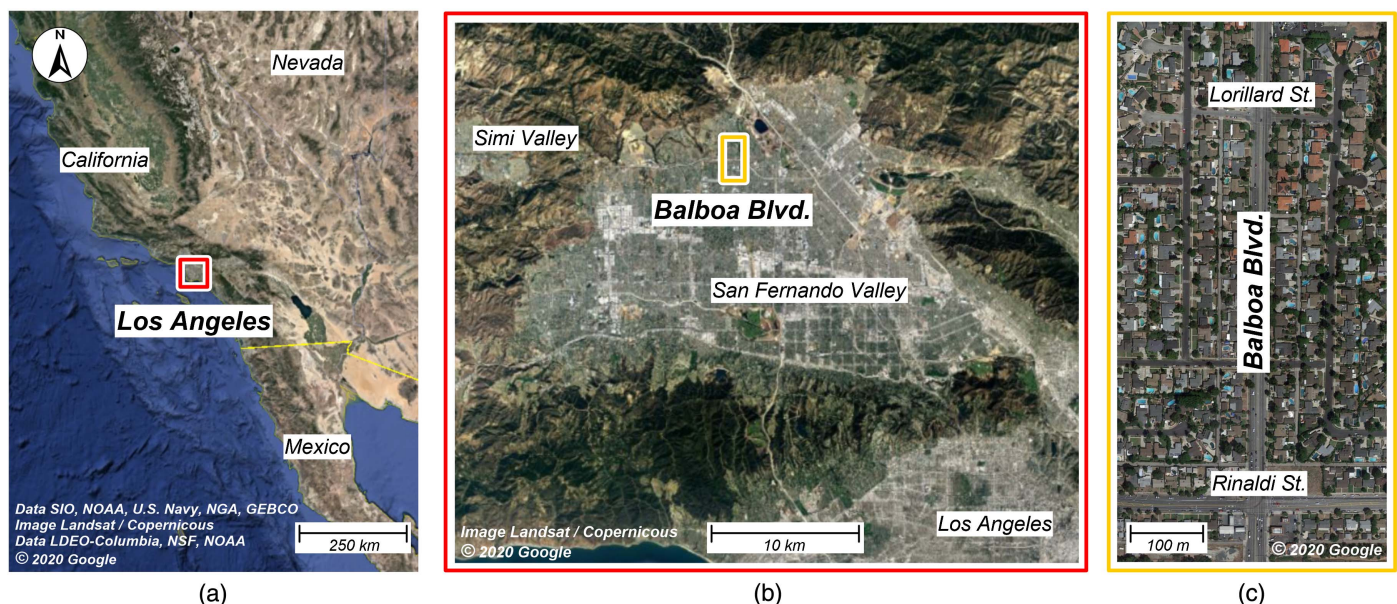 N
Nevada
California
Los Angeles
Mexico
Data SIO, NOAA, U.S. Navy, NGA, GEBCO
Image Landsat / Copernicous
Data LDEO-Columbia, NSF, NOAA
© 2020 Google
250 km
(a)
Simi Valley
Balboa Blvd.
San Fernando Valley
Los Angeles
Image Landsat / Copernicous
© 2020 Google
10 km
(b)
Lorillard St.
Balboa Blvd.
Rinaldi St.
100 m
© 2020 Google
(c)